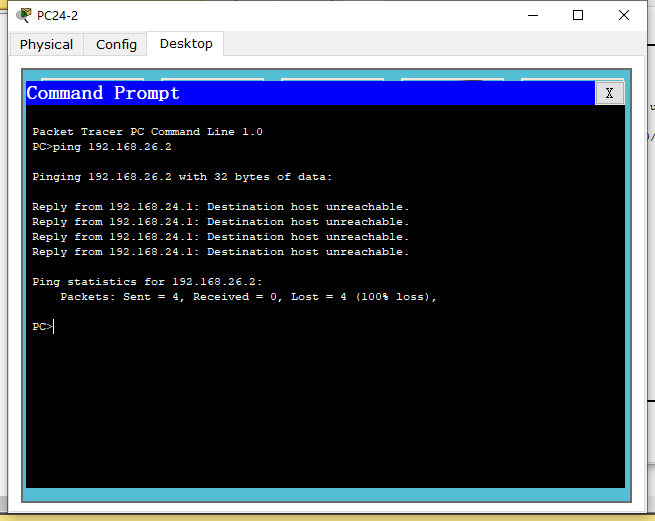 PC24-2
Physical Config Desktop
Command Prompt
X
Packet Tracer PC Command Line 1.0
PC>ping 192.168.26.2
Pinging 192.168.26.2 with 32 bytes of data:
Reply from 192.168.24.1: Destination host unreachable.
Reply from 192.168.24.1: Destination host unreachable.
Reply from 192.168.24.1: Destination host unreachable.
Reply from 192.168.24.1: Destination host unreachable.
Ping statistics for 192.168.26.2:
Packets: Sent = 4, Received = 0, Lost = 4 (100% loss),
PC>